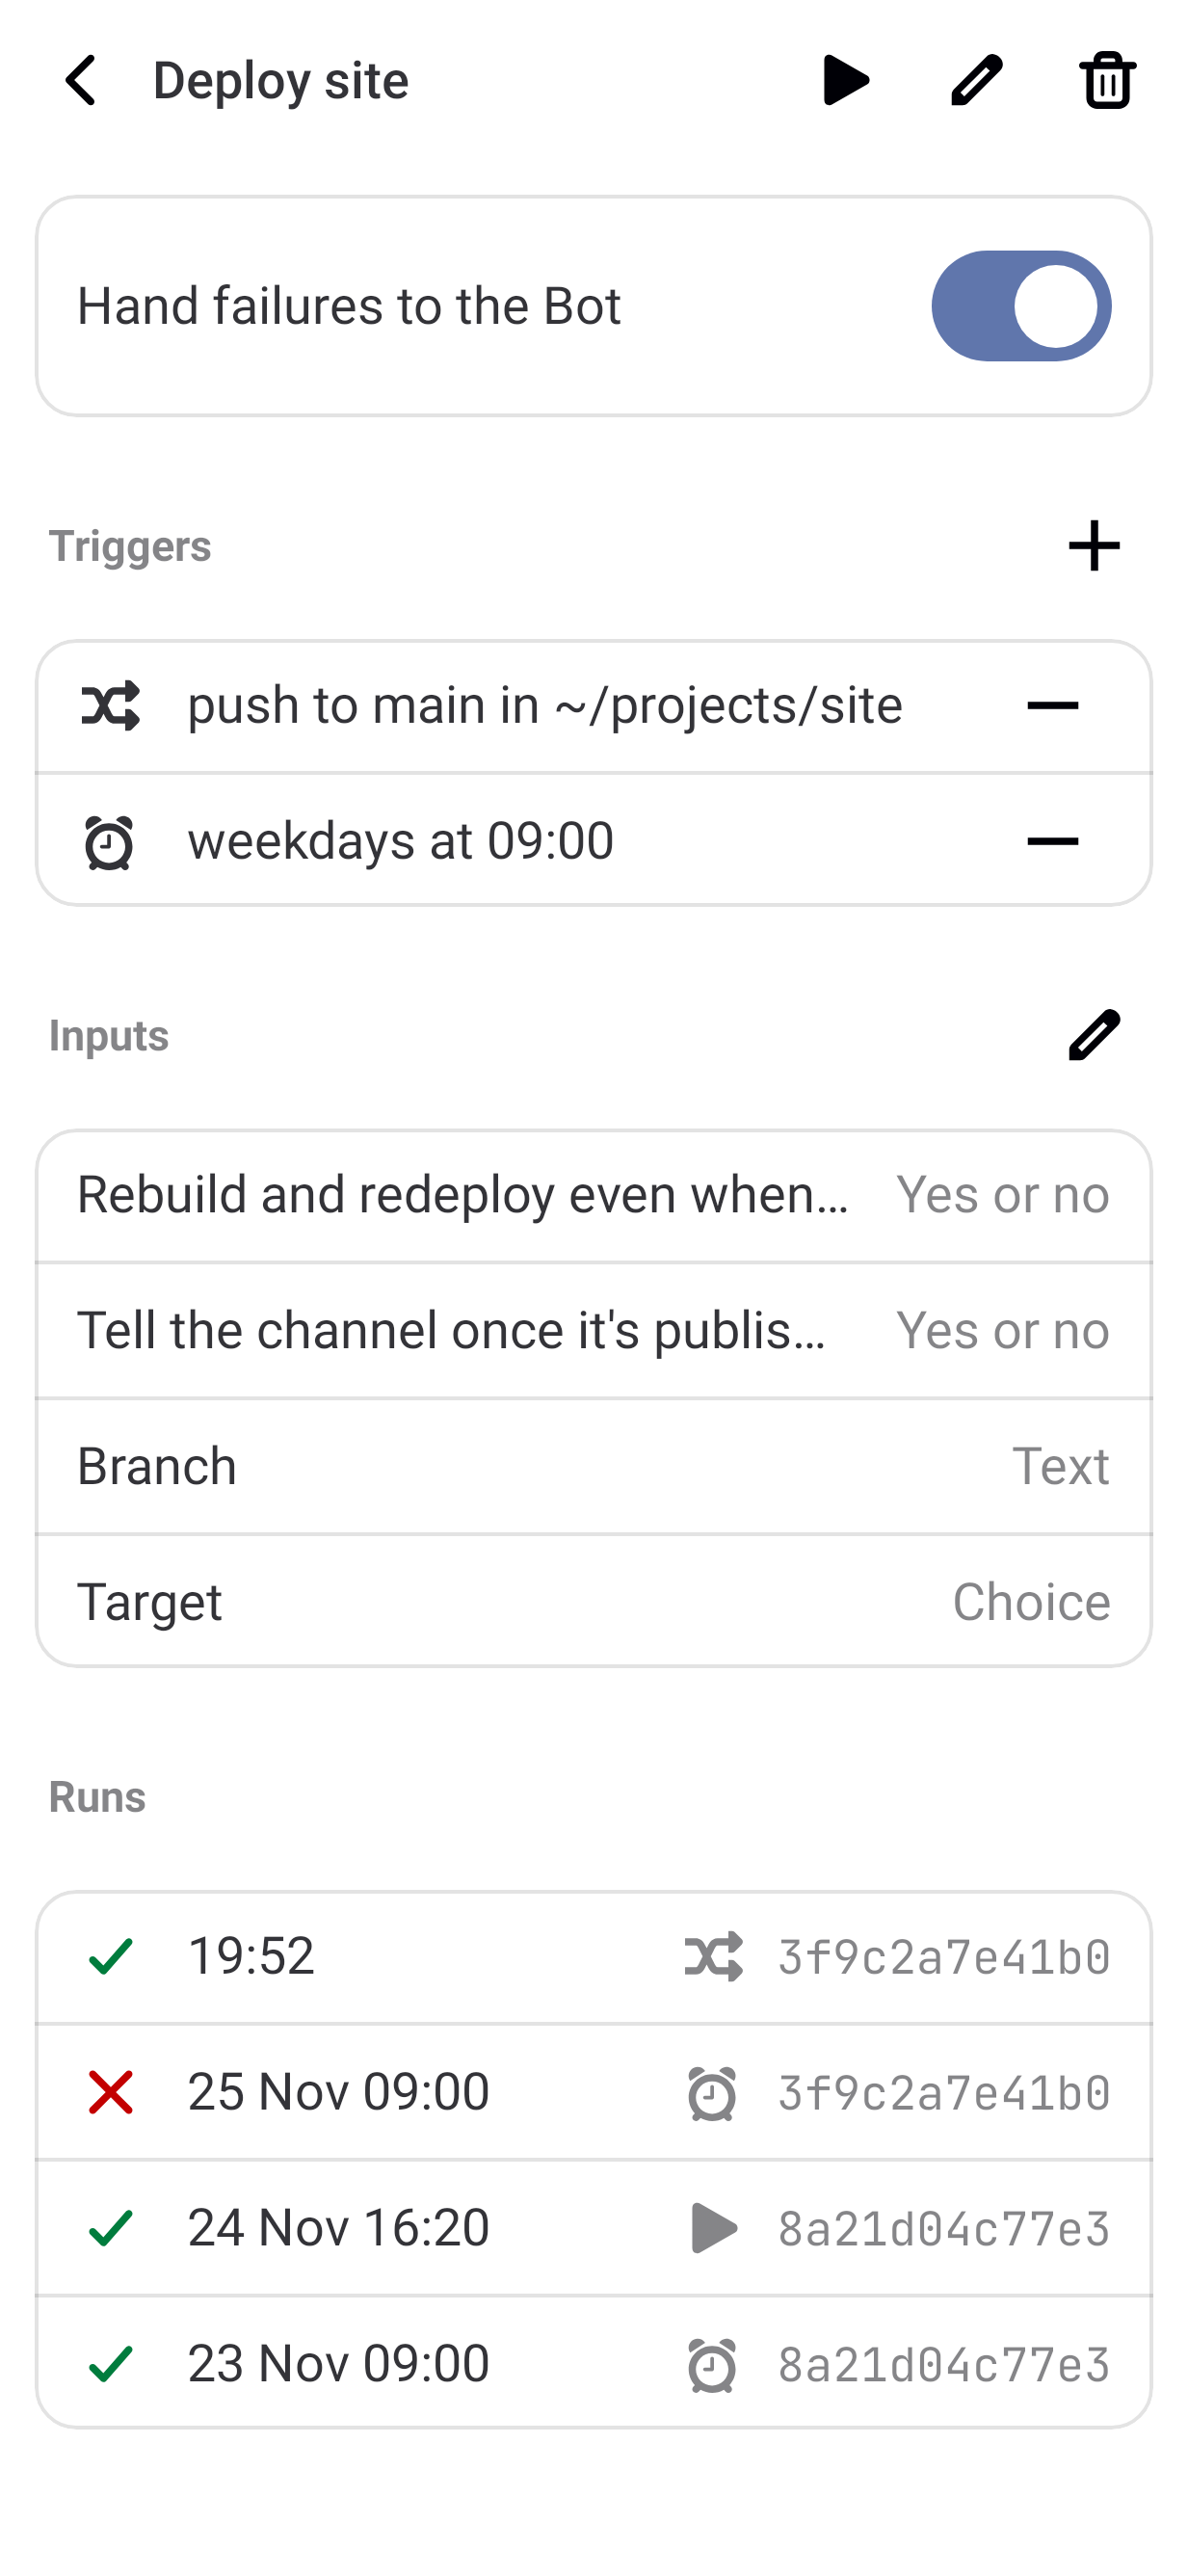 Deploy site
Hand failures to the Bot
Triggers
push to main in ~/projects/site
weekdays at 09:00
Inputs
Rebuild and redeploy even when... Yes or no
Tell the channel once it's publis... Yes or no
Branch Text
Target Choice
Runs
19:52 3f9c2a7e41b0
25 Nov 09:00 3f9c2a7e41b0
24 Nov 16:20 8a21d04c77e3
23 Nov 09:00 8a21d04c77e3